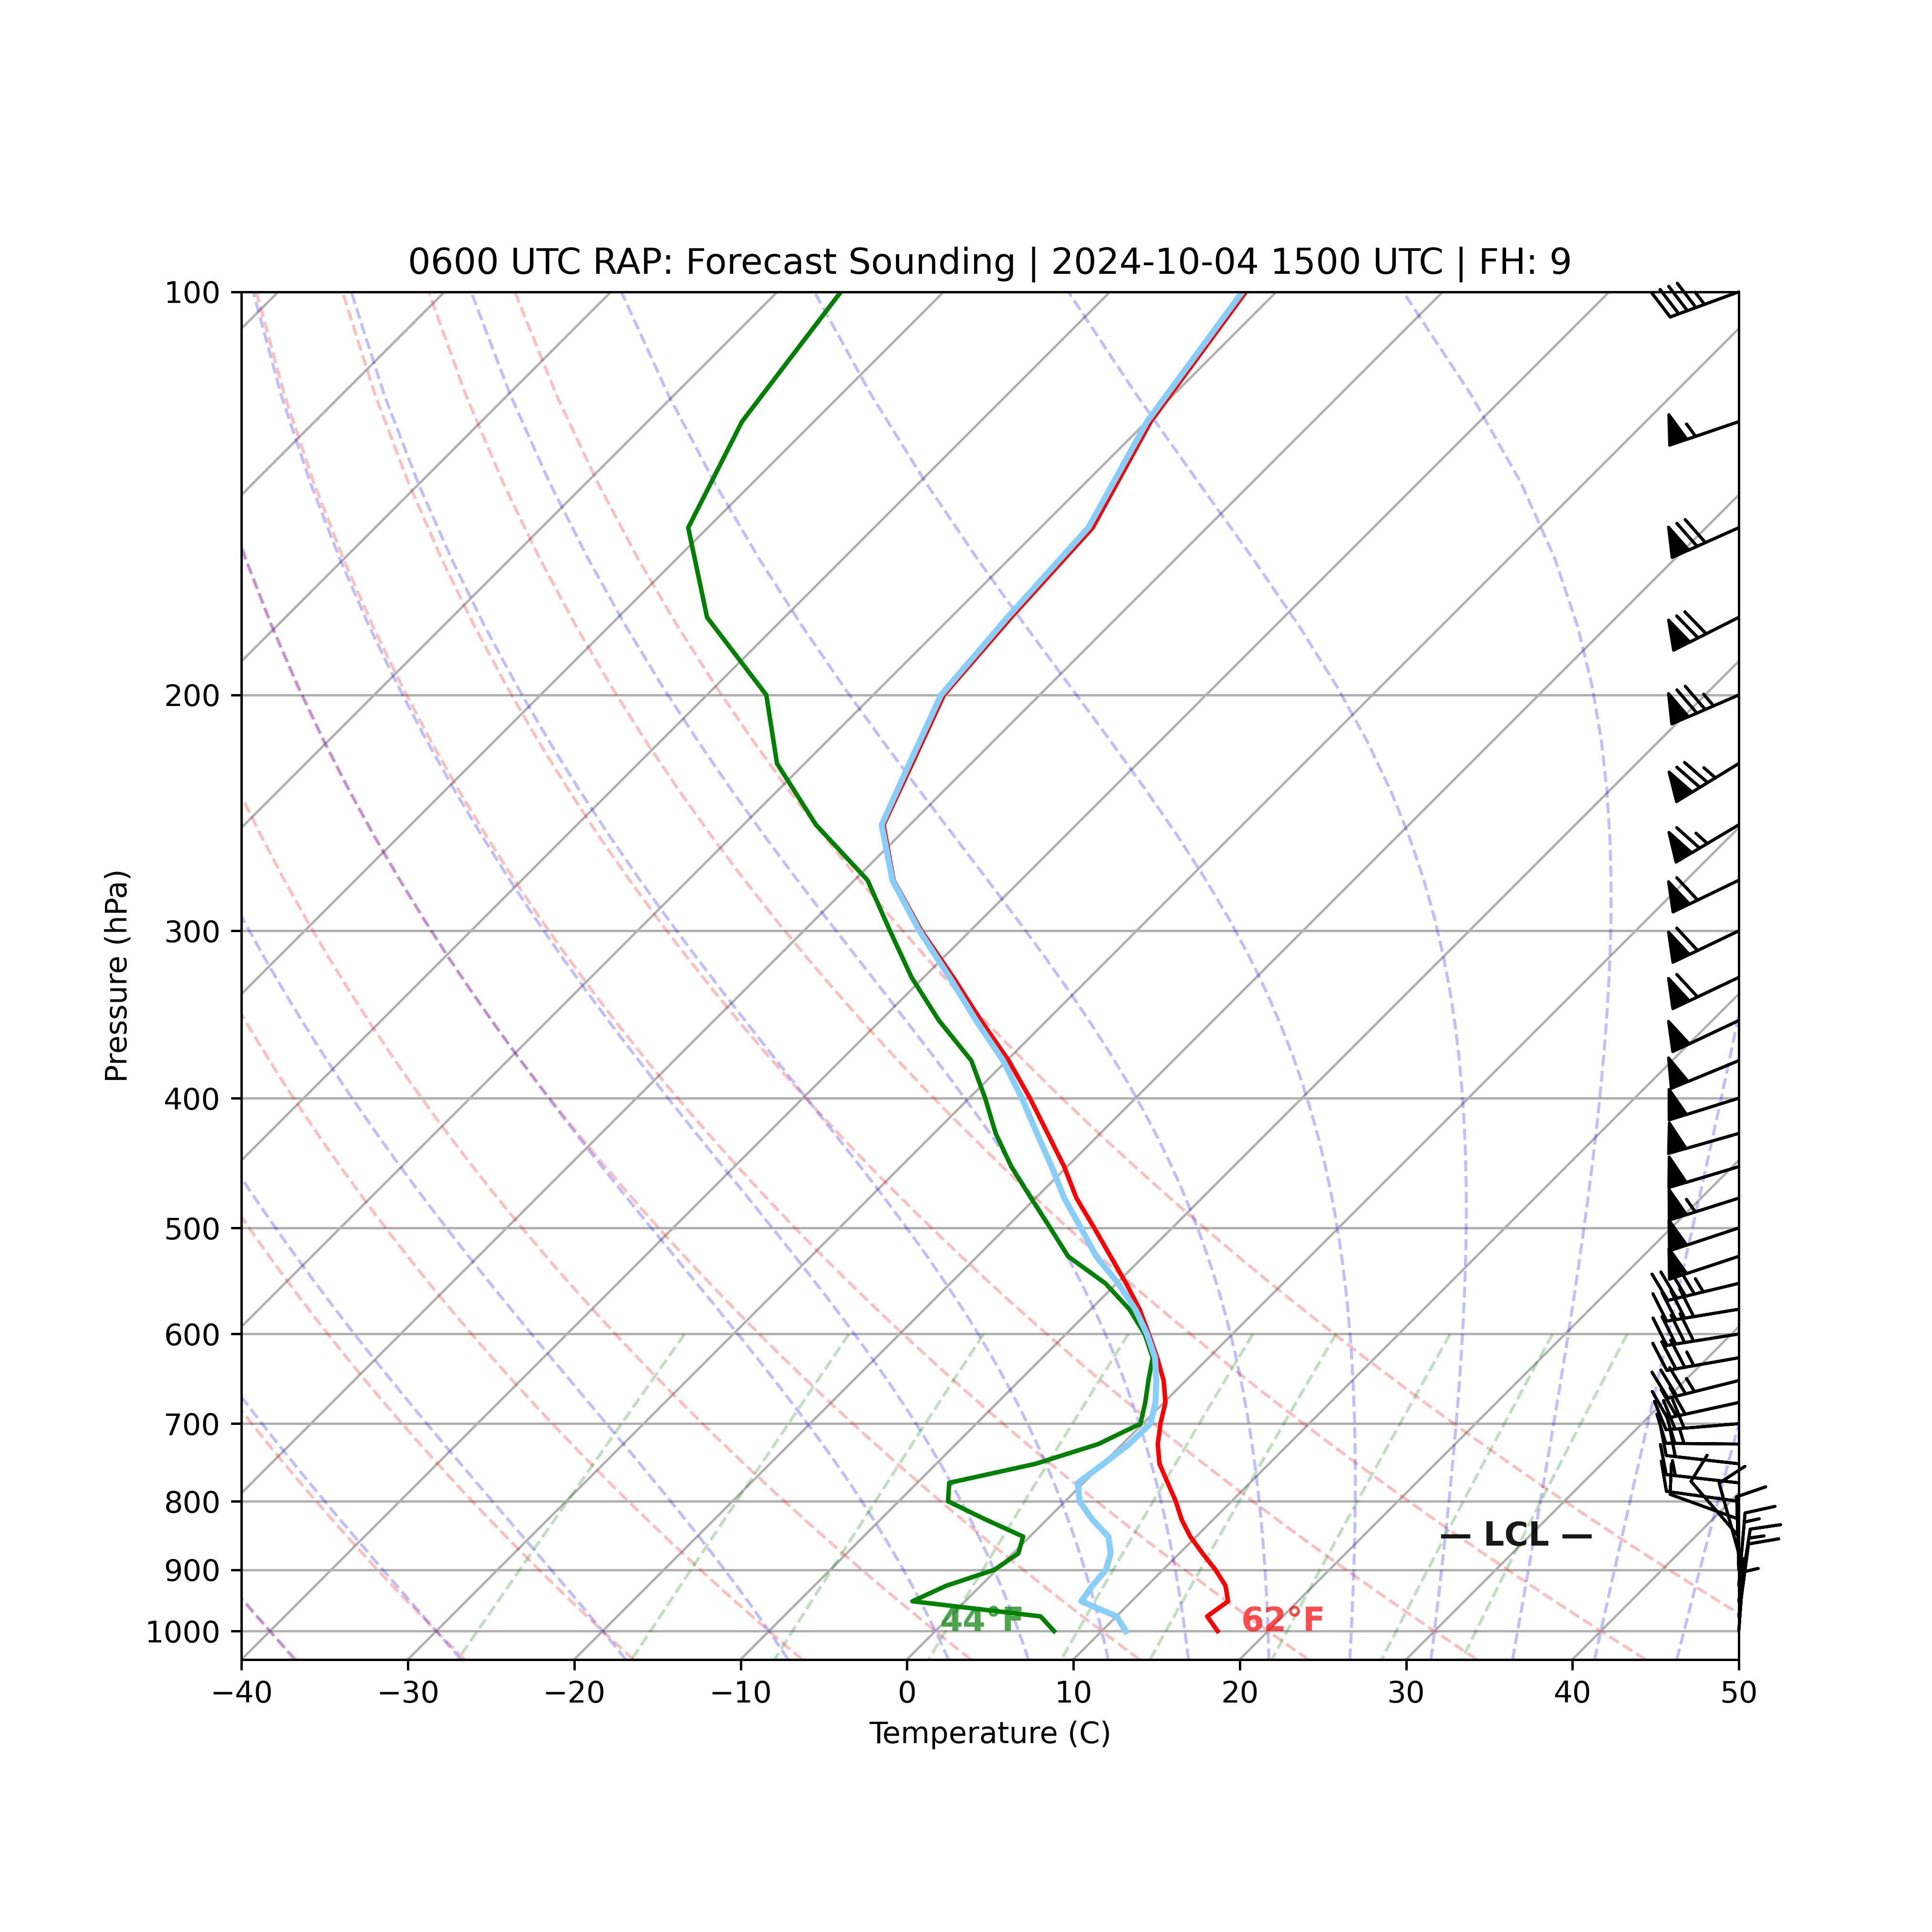 0600 UTC RAP: Forecast Sounding | 2024-10-04 1500 UTC | FH: 9
100
200
300
400
500
600
700
800
900
1000
Pressure (hPa)
— LCL —
44°F
62°F
−40 −30 −20 −10 0 10 20 30 40 50
Temperature (C)